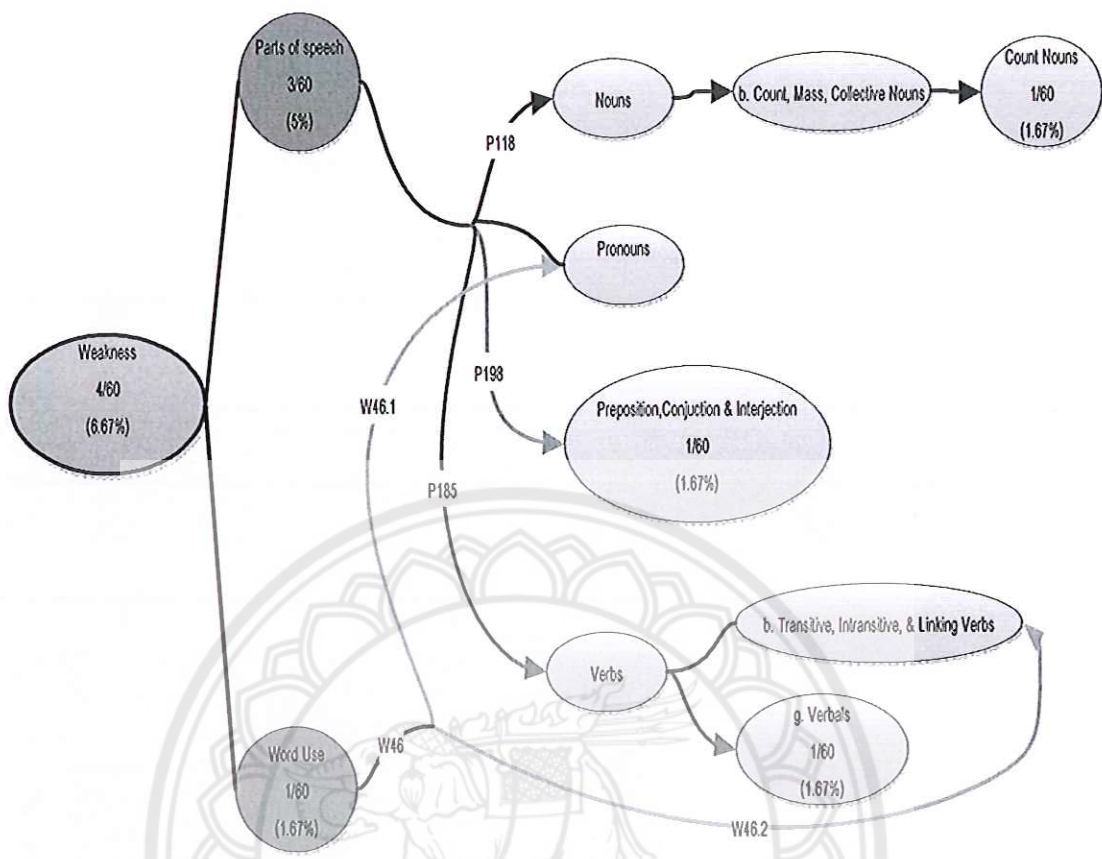 Parts of speech
3/60
(5%)
Nouns
b. Count, Mass, Collective Nouns
Count Nouns
1/60
(1.67%)
P118
Pronouns
Weakness
4/60
(6.67%)
W46.1
P198
Preposition,Conjuction & Interjection
1/60
(1.67%)
P185
b. Transitive, Intransitive, & Linking Verbs
Verbs
g. Verbals
1/60
(1.67%)
Word Use
1/60
(1.67%)
W46
W46.2